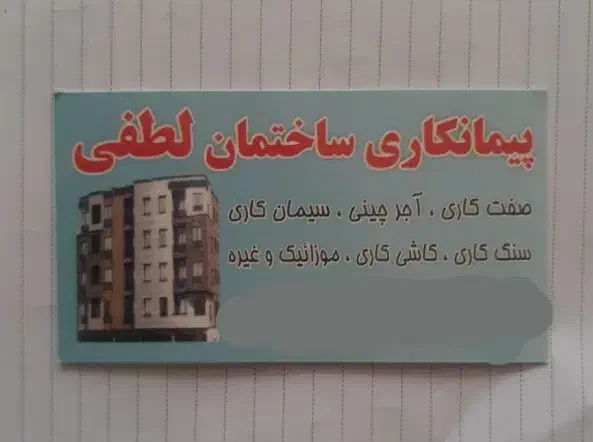 پیمانکاری ساختمان لطفی
صفت کاری ، آجر چینی ، سیمان کاری
سنگ کاری ، کاشی کاری ، موزائیک و غیره